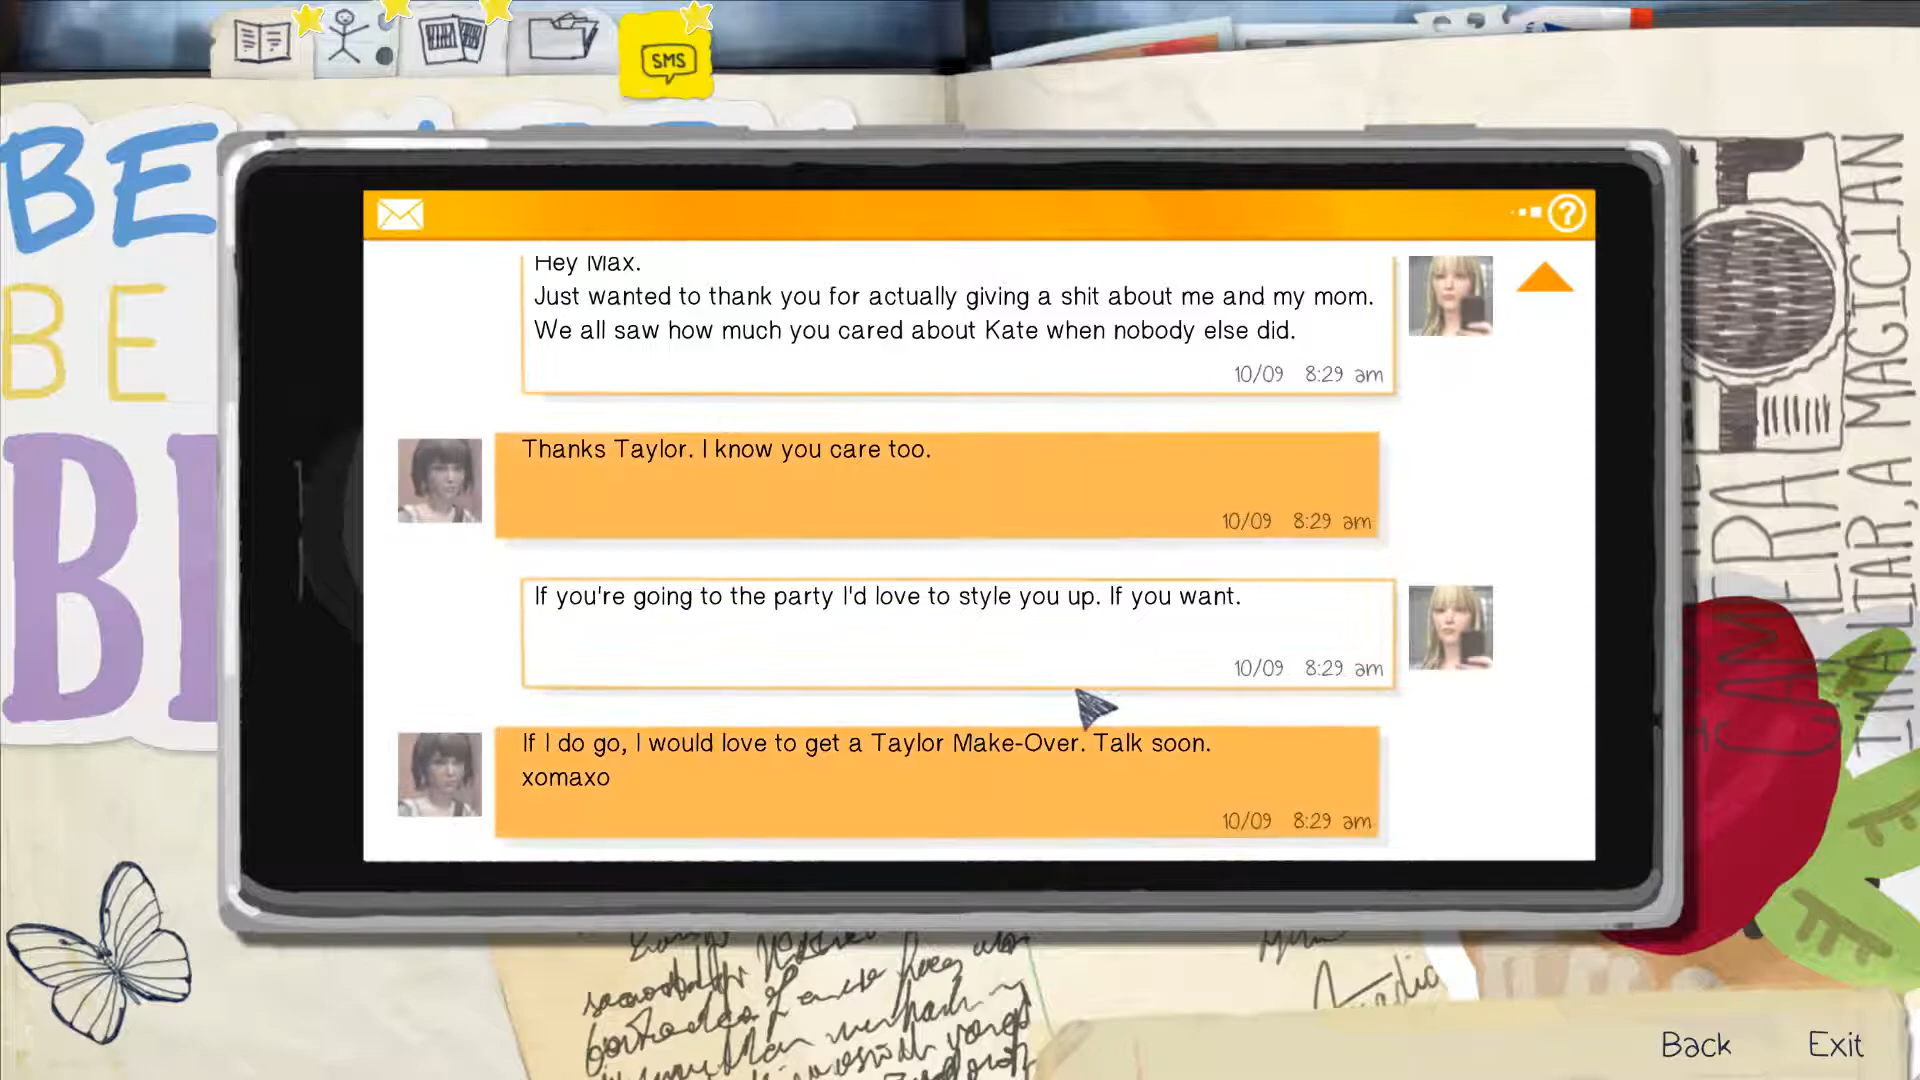 SMS
BE
BE
Hey Max.
Just wanted to thank you for actually giving a shit about me and my mom.
We all saw how much you cared about Kate when nobody else did.
10/09 8:29 am
Thanks Taylor. I know you care too.
10/09 8:29 am
If you're going to the party I'd love to style you up. If you want.
10/09 8:29 am
If I do go, I would love to get a Taylor Make-Over. Talk soon.
xomaxo
10/09 8:29 am
CAMERA
LIAR, A MAGICIAN
Back
Exit